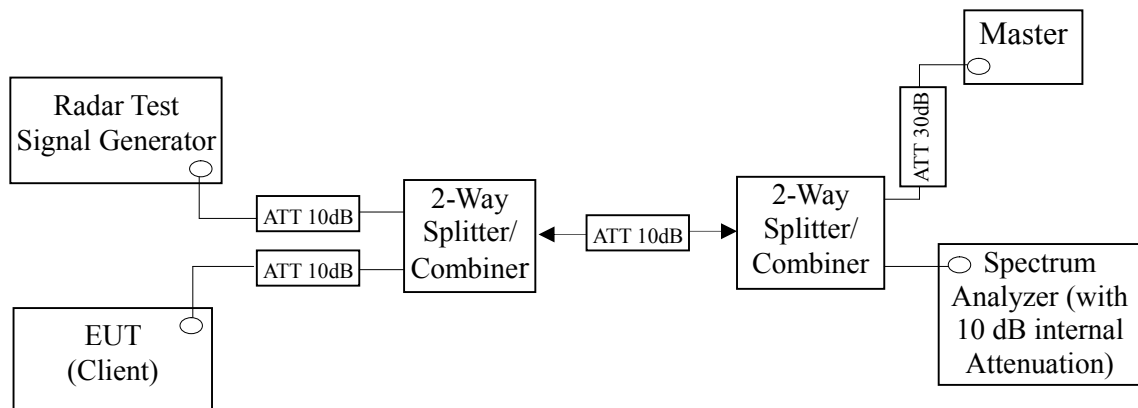 Master
Radar Test
Signal Generator
ATT 30dB
ATT 10dB
2-Way
Splitter/
Combiner
ATT 10dB
2-Way
Splitter/
Combiner
ATT 10dB
EUT
(Client)
Spectrum
Analyzer (with
10 dB internal
Attenuation)